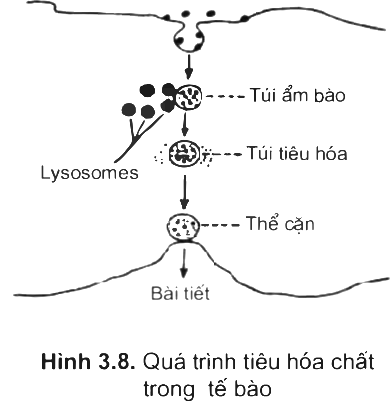 Túi ẩm bào
Túi tiêu hóa
Lysosomes
Thể cặn
Bài tiết
Hình 3.8. Quá trình tiêu hóa chất
trong tế bào